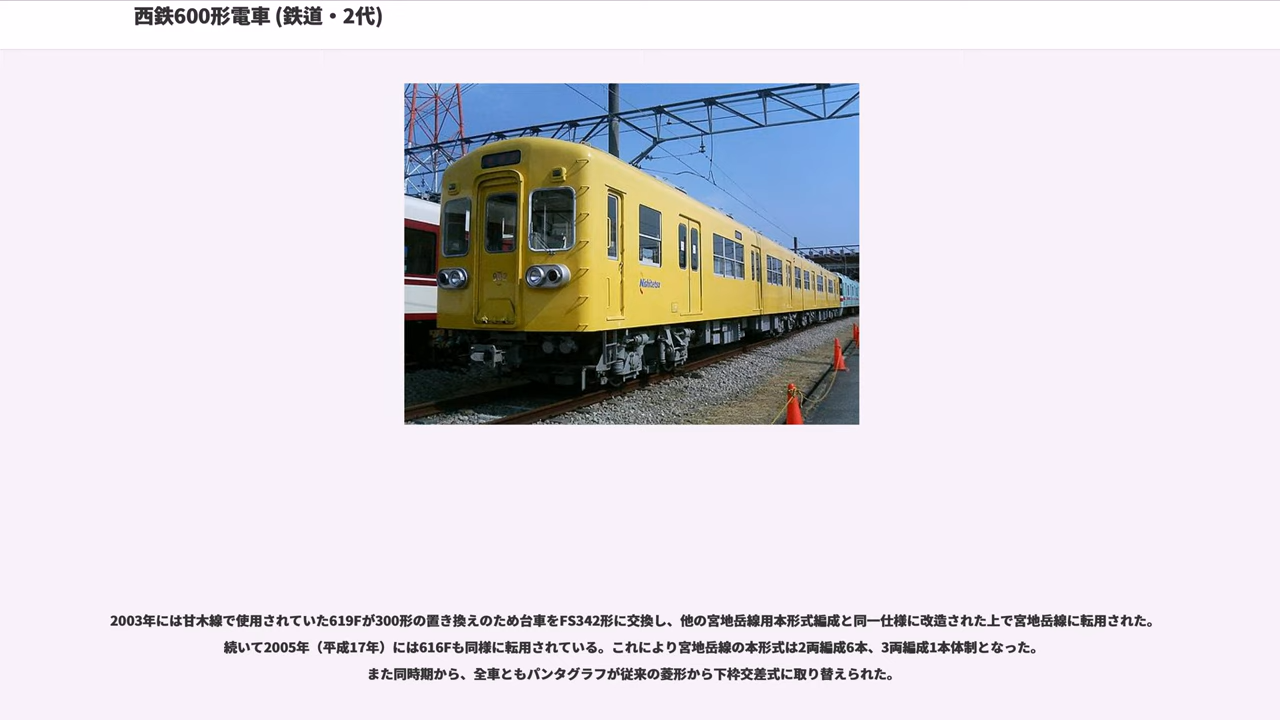 西鉄600形電車 (鉄道・2代)
Nishitetsu
2003年には甘木線で使用されていた619Fが300形の置き換えのため台車をFS342形に交換し、他の宮地岳線用本形式編成と同一仕様に改造された上で宮地岳線に転用された。
続いて2005年（平成17年）には616Fも同様に転用されている。これにより宮地岳線の本形式は2両編成6本、3両編成1本体制となった。
また同時期から、全車ともパンタグラフが従来の菱形から下枠交差式に取り替えられた。